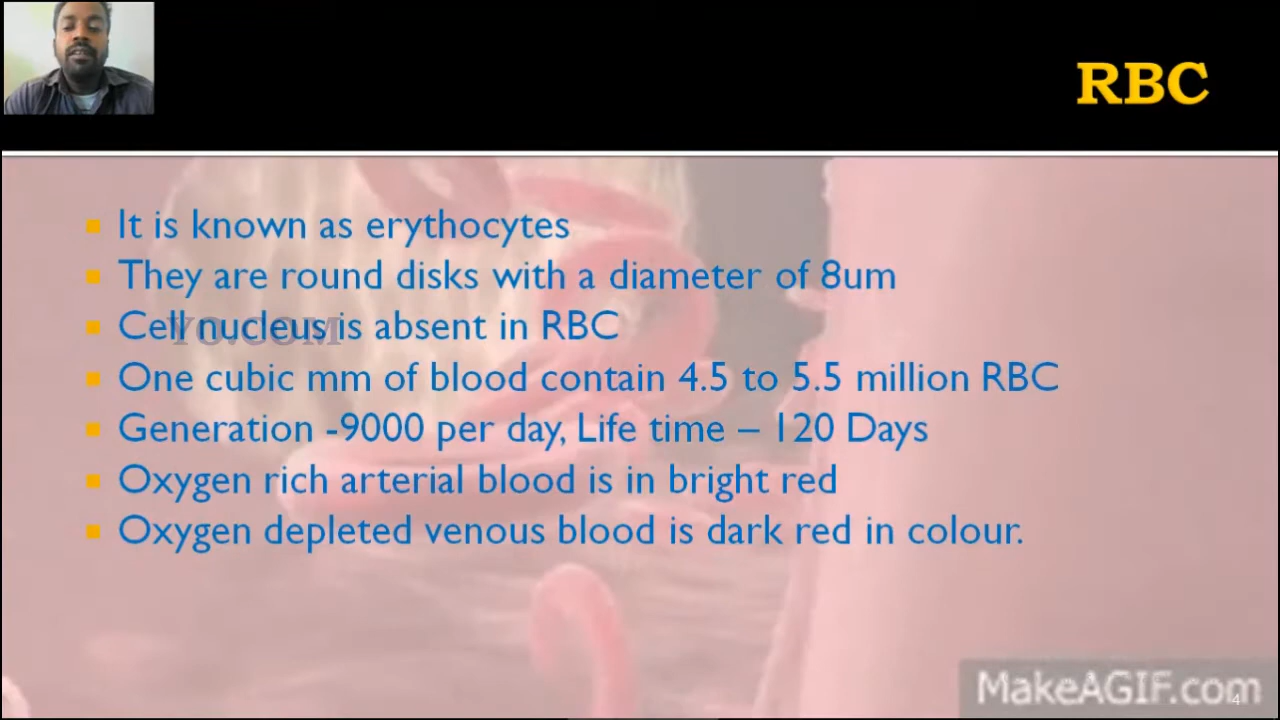 RBC
It is known as erythocytes
They are round disks with a diameter of 8um
Cell nucleus is absent in RBC
YO.COM
One cubic mm of blood contain 4.5 to 5.5 million RBC
Generation -9000 per day, Life time – 120 Days
Oxygen rich arterial blood is in bright red
Oxygen depleted venous blood is dark red in colour.
MakeAGIF.com
4